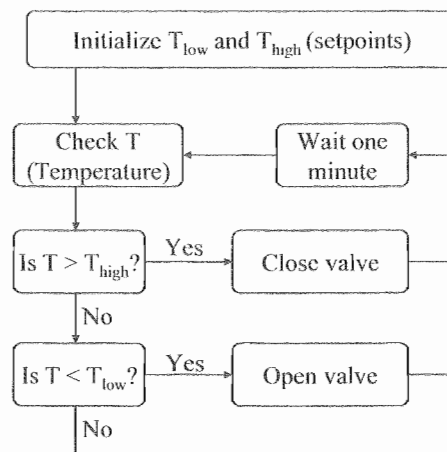 Initialize T_low and T_high (setpoints)
Check T
(Temperature)
Wait one
minute
Is T > T_high?
Yes
Close valve
No
Is T < T_low?
Yes
Open valve
No